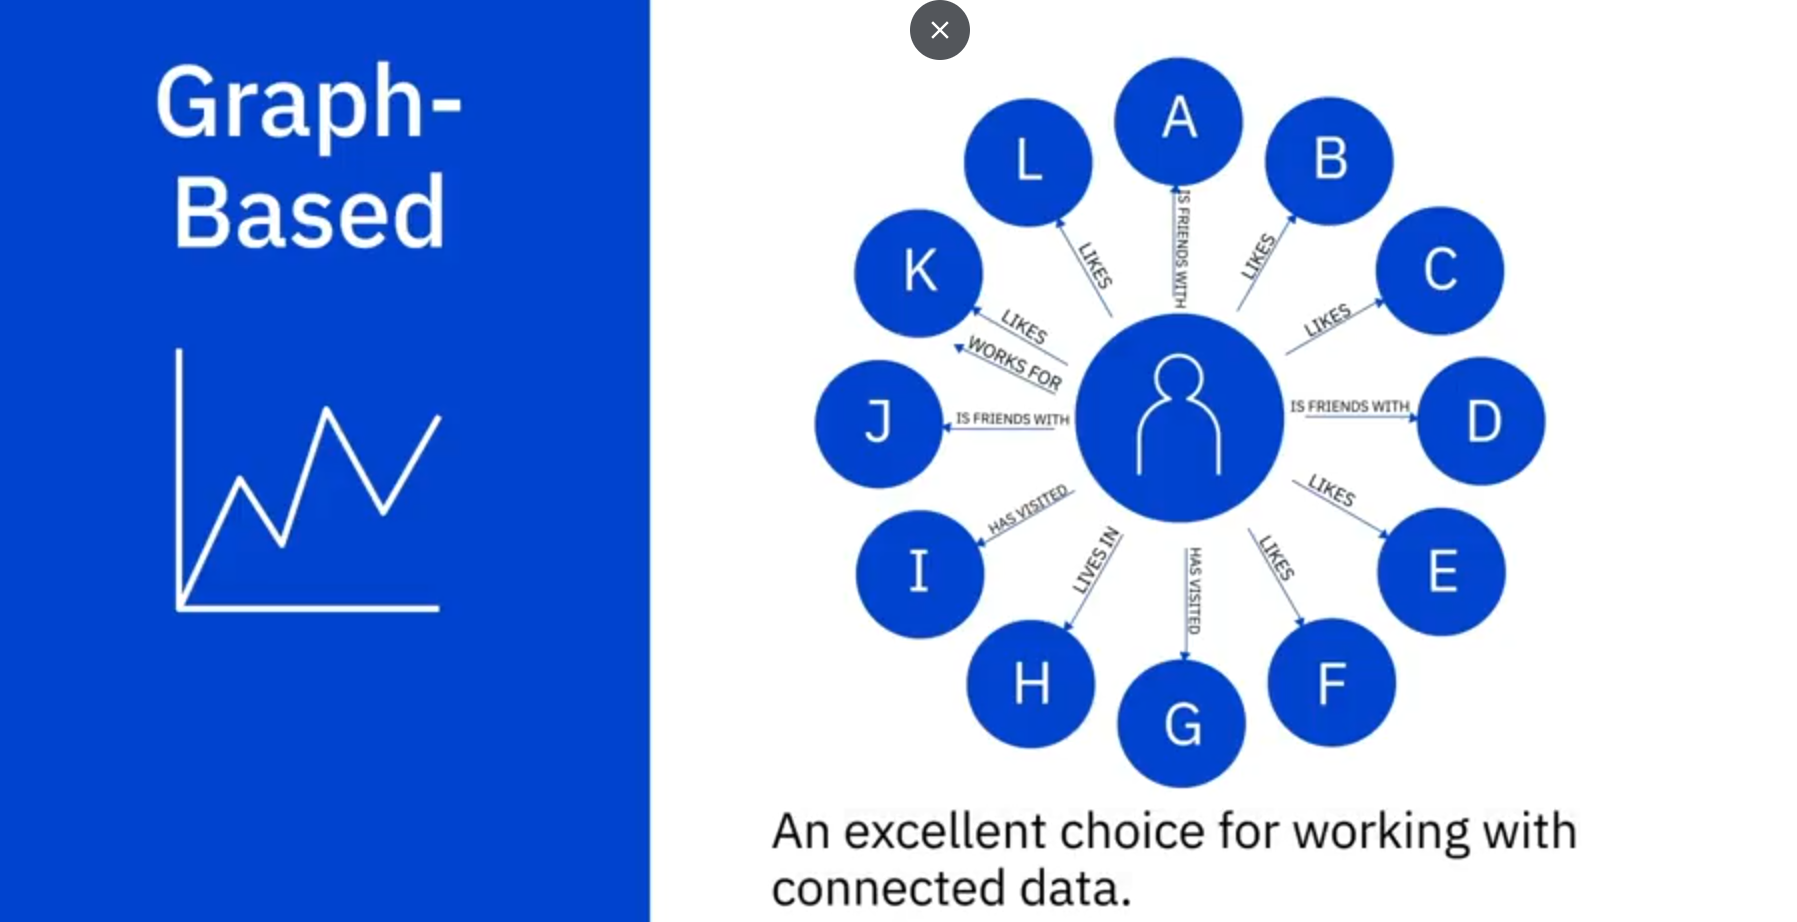 Graph-
Based
A
B
C
D
E
F
G
H
I
J
K
L
IS FRIENDS WITH
LIKES
LIKES
IS FRIENDS WITH
LIKES
LIKES
HAS VISITED
LIVES IN
HAS VISITED
IS FRIENDS WITH
WORKS FOR
LIKES
LIKES
An excellent choice for working with
connected data.